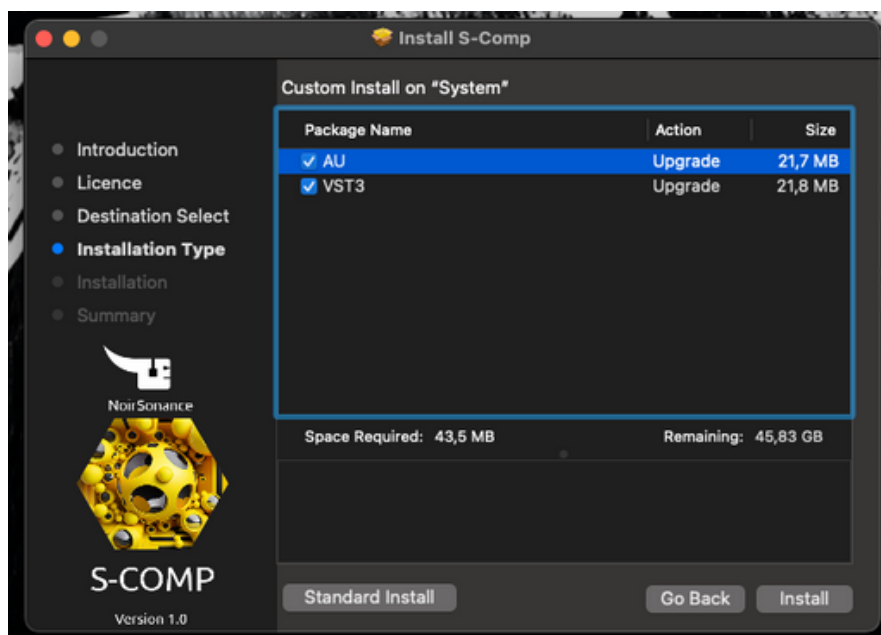 Install S-Comp
Custom Install on "System"
Introduction
Licence
Destination Select
Installation Type
Installation
Summary
NoirSonance
S-COMP
Version 1.0
Package Name Action Size
AU Upgrade 21,7 MB
VST3 Upgrade 21,8 MB
Space Required: 43,5 MB Remaining: 45,83 GB
Standard Install Go Back Install